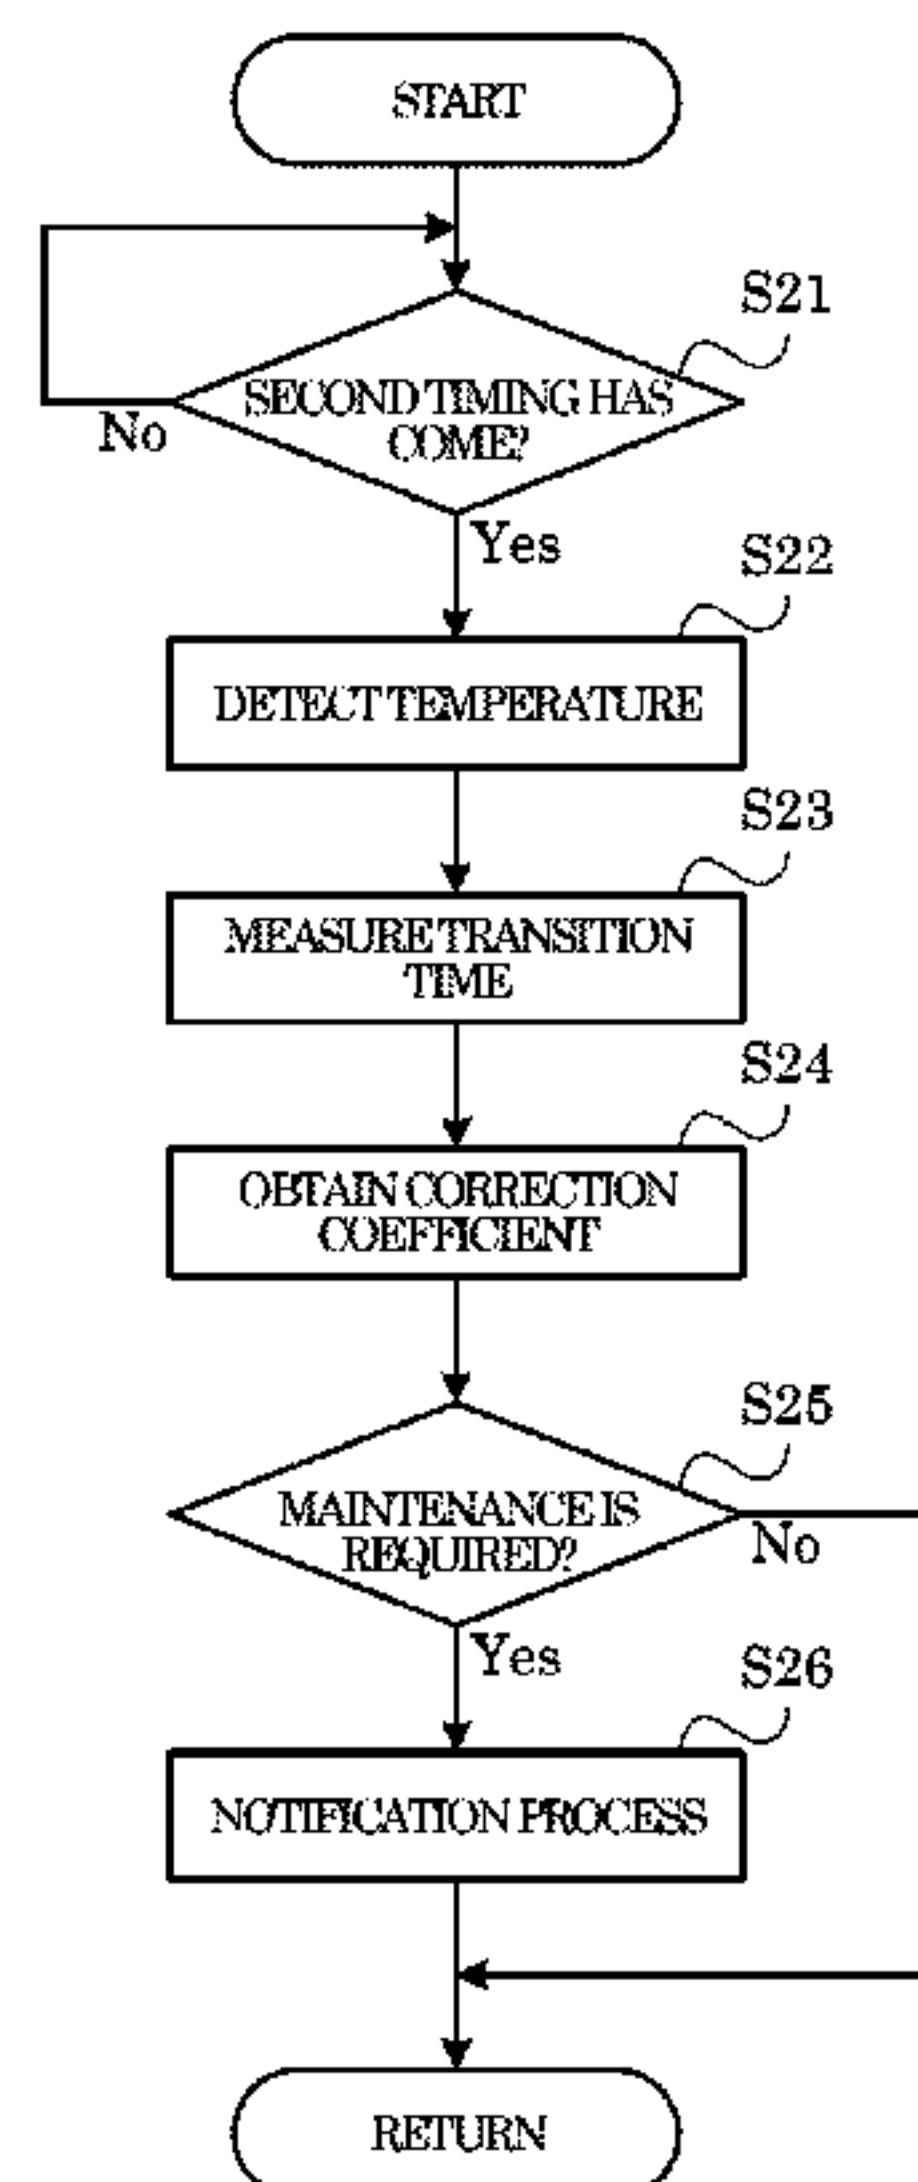 START
S21
SECOND TIMING HAS
COME?
No
Yes
S22
DETECT TEMPERATURE
S23
MEASURE TRANSITION
TIME
S24
OBTAIN CORRECTION
COEFFICIENT
S25
MAINTENANCE IS
REQUIRED?
No
Yes
S26
NOTIFICATION PROCESS
RETURN